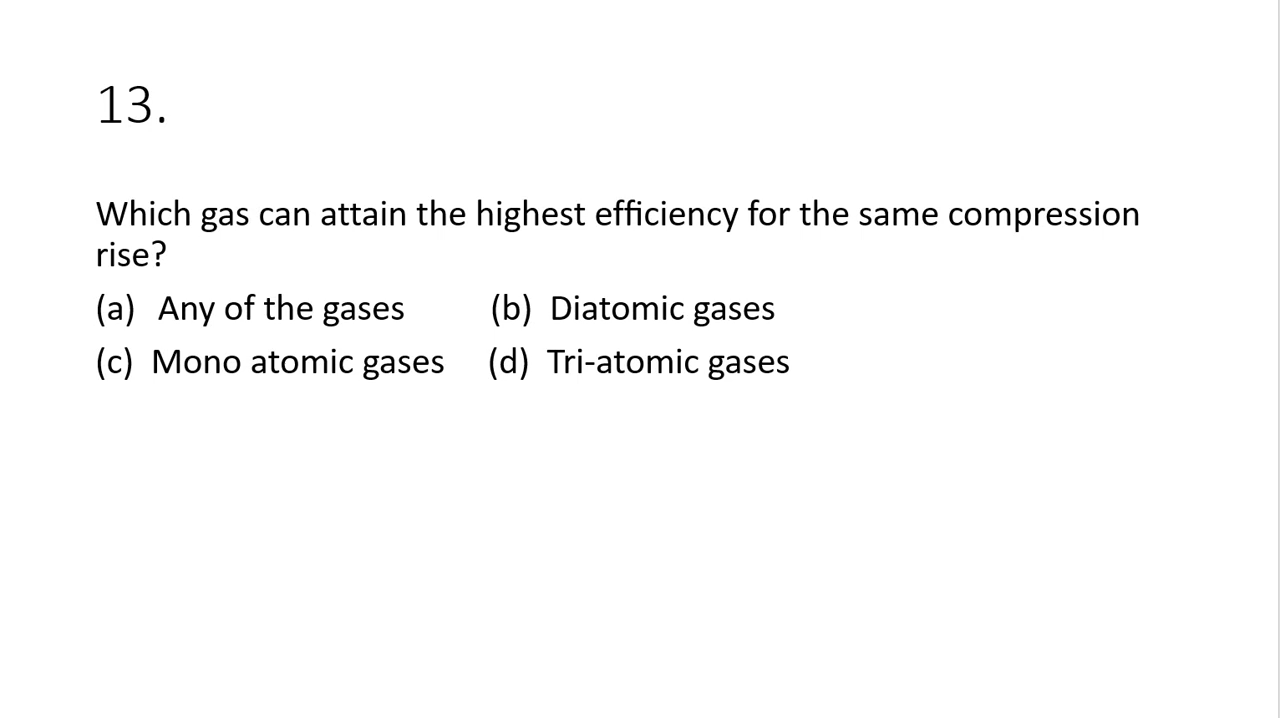 13.
Which gas can attain the highest efficiency for the same compression
rise?
(a) Any of the gases (b) Diatomic gases
(c) Mono atomic gases (d) Tri-atomic gases